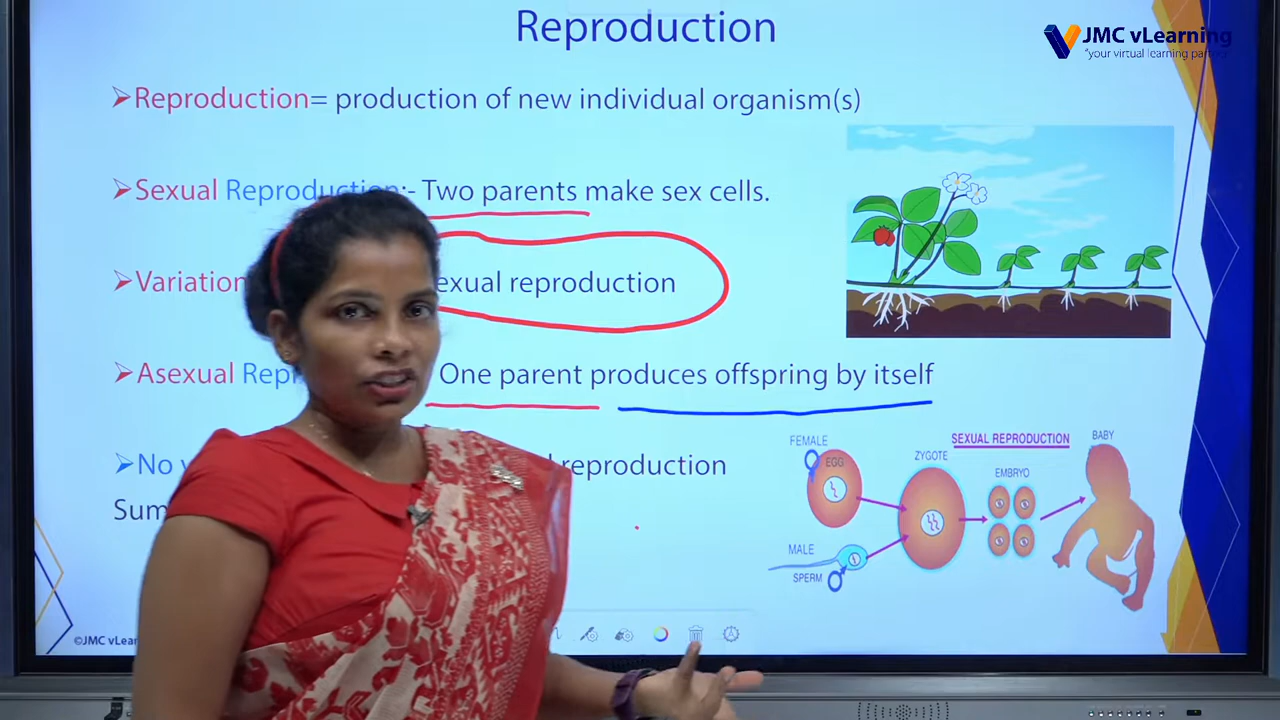 Reproduction
JMC vLearning
"your virtual learning partner
➤Reproduction= production of new individual organism(s)
➤Sexual Reproduction:- Two parents make sex cells.
➤Variation exual reproduction
➤Asexual Rep One parent produces offspring by itself
➤No reproduction
Sum
FEMALE
EGG
MALE
SPERM
ZYGOTE
SEXUAL REPRODUCTION
EMBRYO
BABY
©JMC vLear